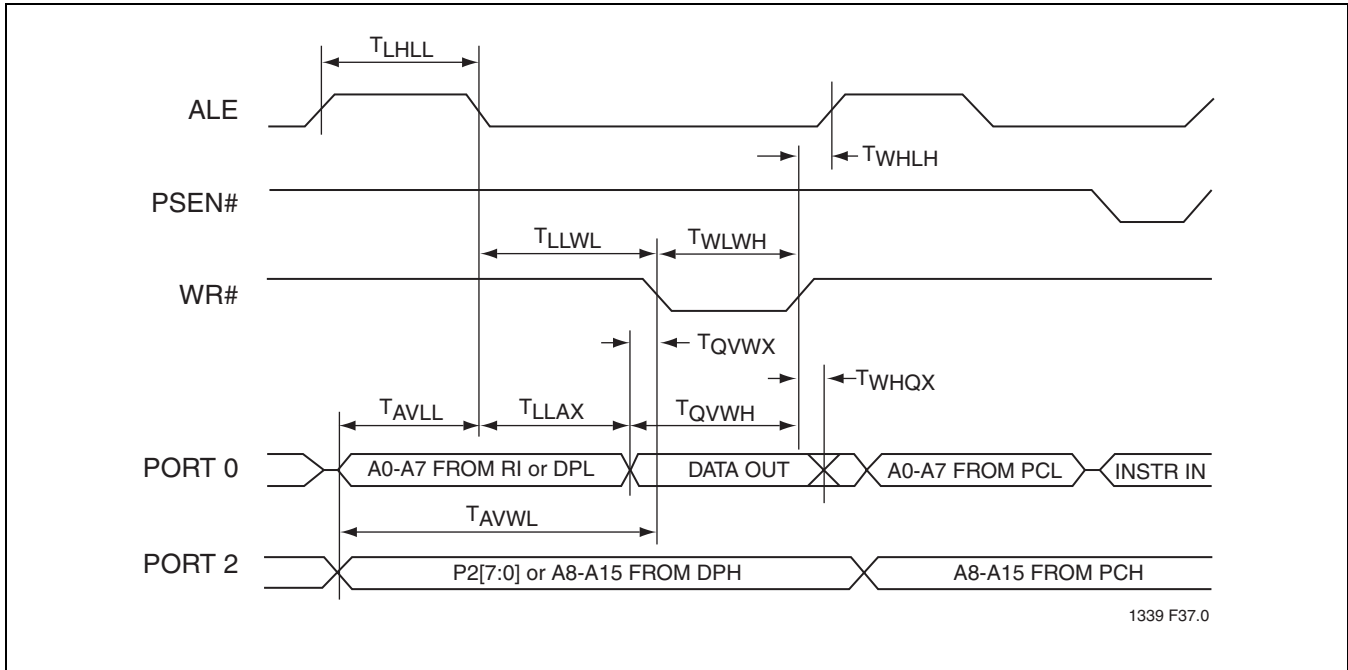 TLHLL
ALE
TWHLH
PSEN#
TLLWL
TWLWH
WR#
TQVWX
TWHQX
TAVLL
TLLAX
TQVWH
PORT 0
A0-A7 FROM RI or DPL
DATA OUT
A0-A7 FROM PCL
INSTR IN
TAVWL
PORT 2
P2[7:0] or A8-A15 FROM DPH
A8-A15 FROM PCH
1339 F37.0